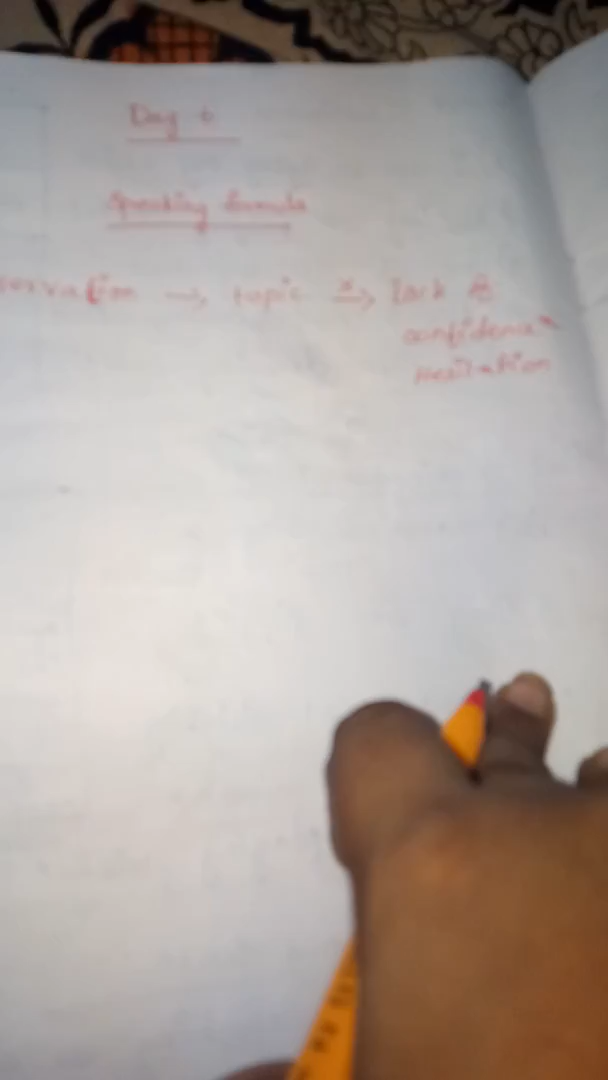 Day 6
Speaking formula
topic x lack of
confidence
Hesitation